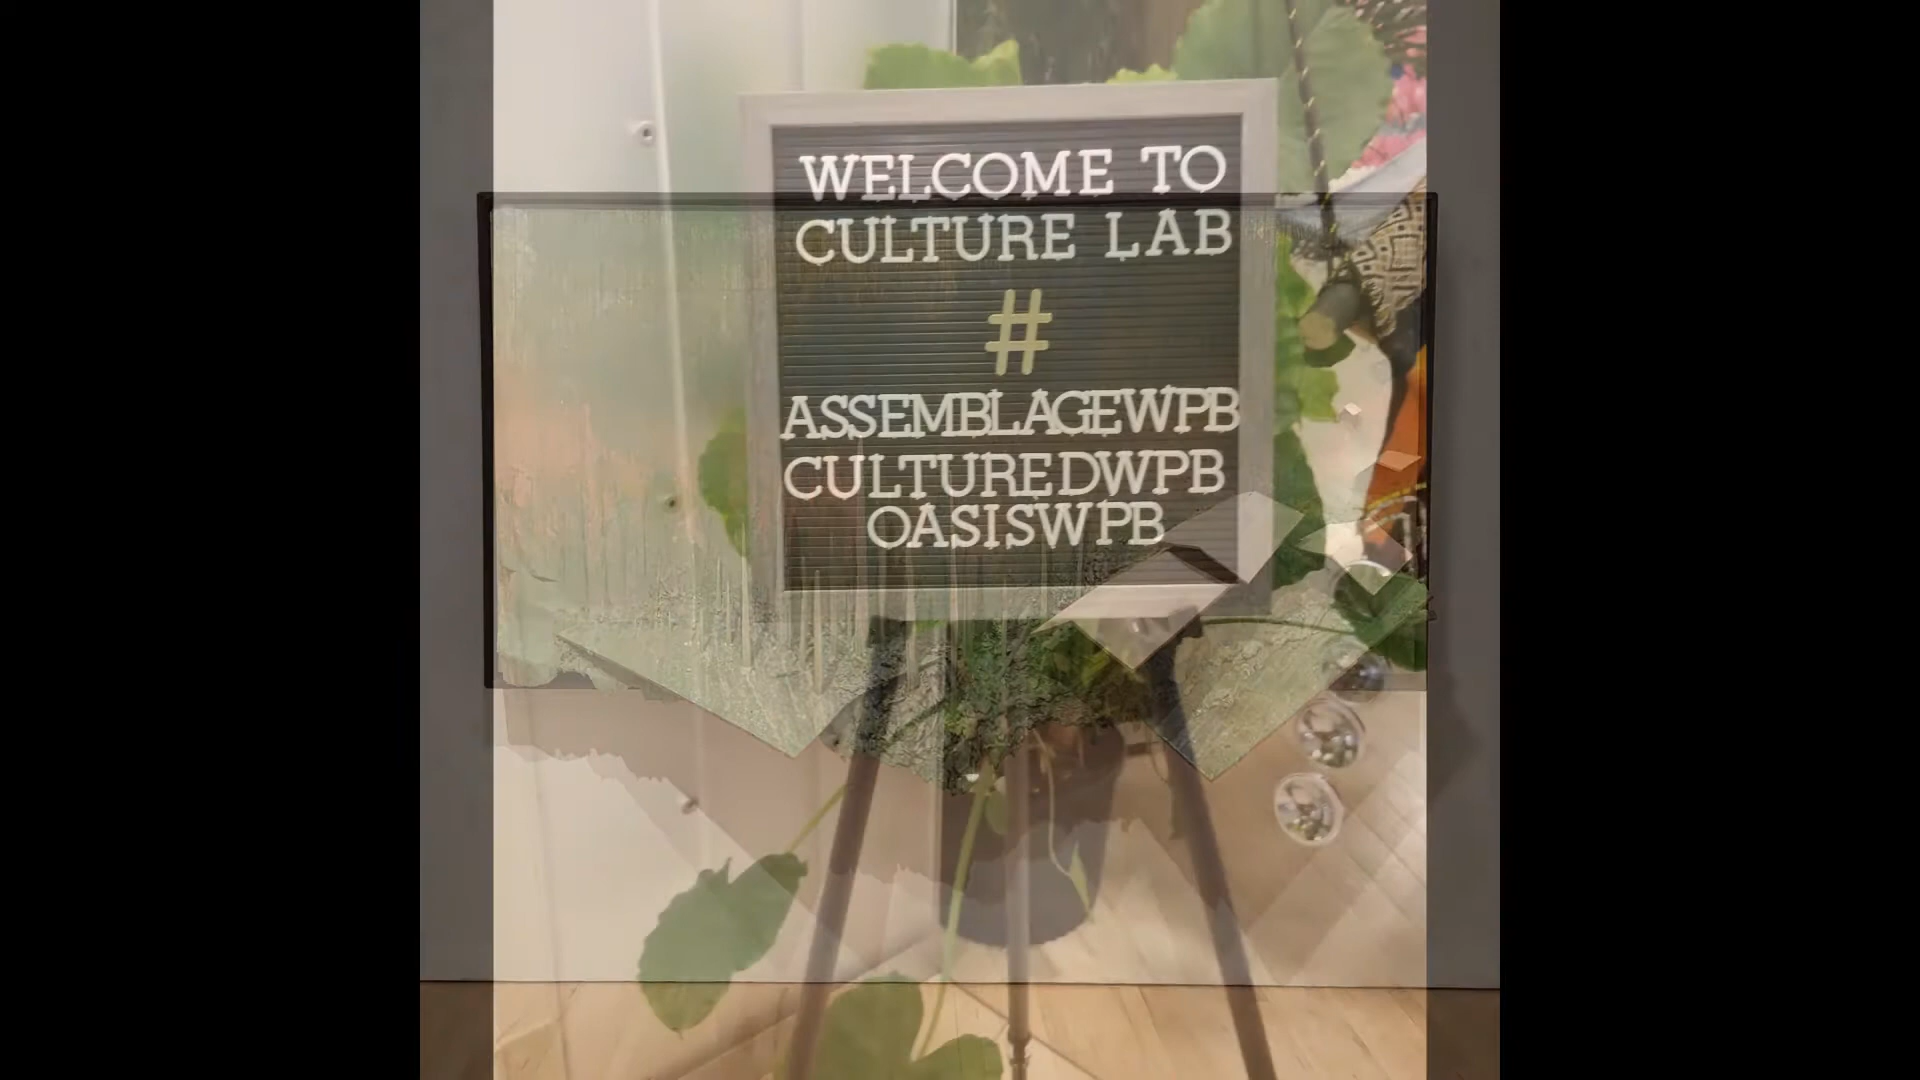 WELCOME TO
CULTURE LAB
#
ASSEMBLAGEWPB
CULTUREDWPB
OASISWPB